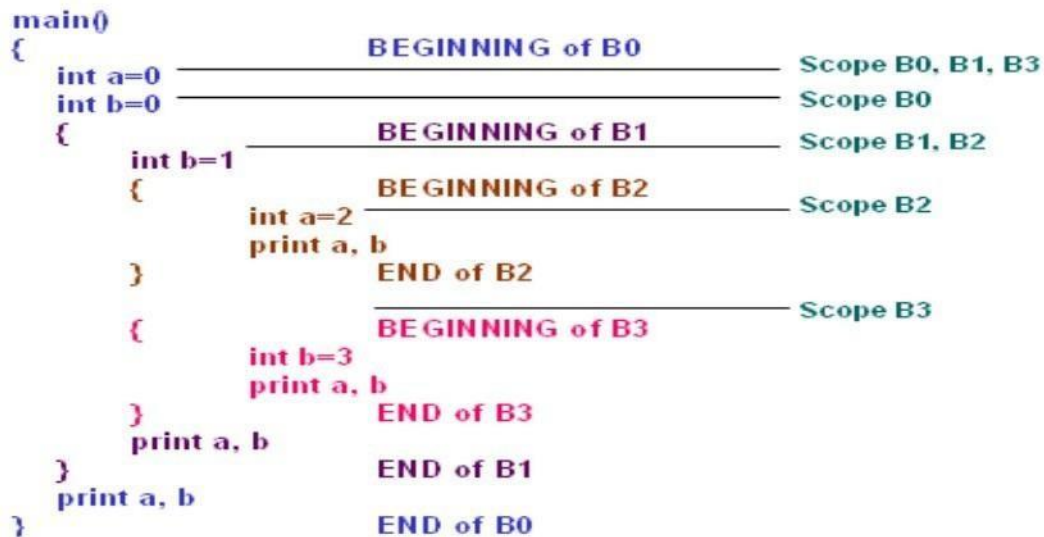 main()
{ BEGINNING of B0
int a=0 Scope B0, B1, B3
int b=0 Scope B0
{ BEGINNING of B1
int b=1 Scope B1, B2
{ BEGINNING of B2
int a=2 Scope B2
print a, b
} END of B2
Scope B3
{ BEGINNING of B3
int b=3
print a, b
} END of B3
print a, b
} END of B1
print a, b
} END of B0